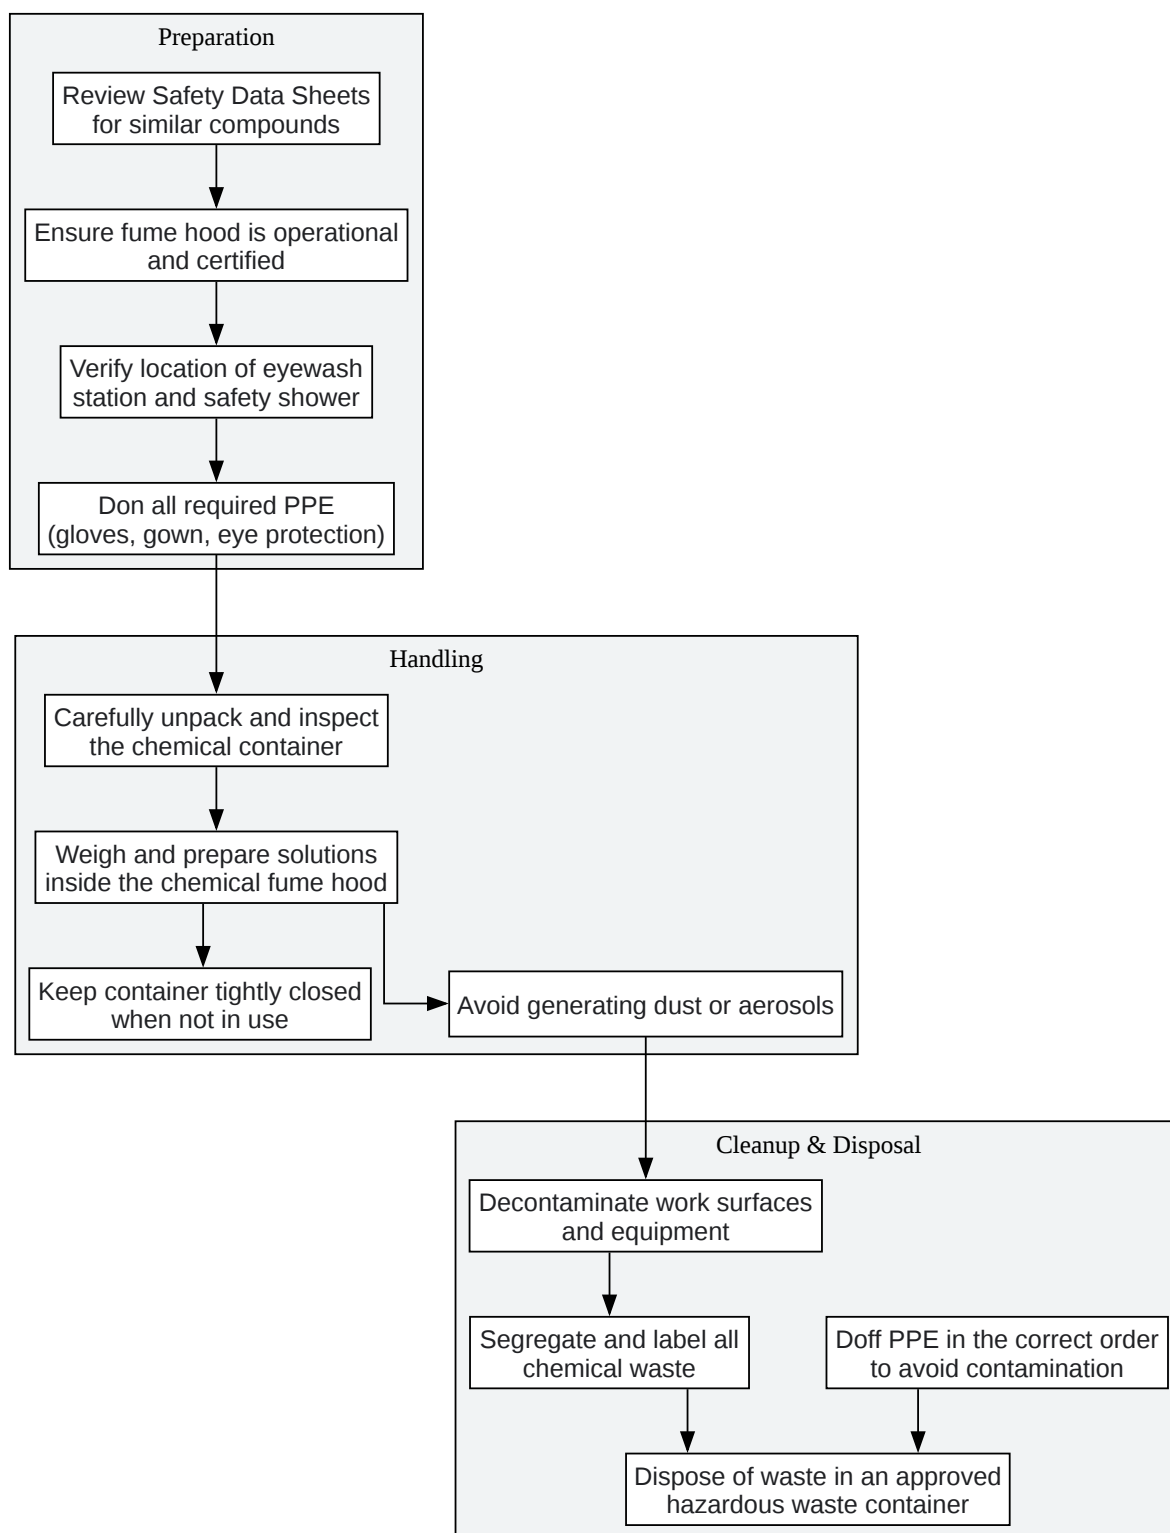 Preparation
Review Safety Data Sheets
for similar compounds
Ensure fume hood is operational
and certified
Verify location of eyewash
station and safety shower
Don all required PPE
(gloves, gown, eye protection)
Handling
Carefully unpack and inspect
the chemical container
Weigh and prepare solutions
inside the chemical fume hood
Keep container tightly closed
when not in use
Avoid generating dust or aerosols
Cleanup & Disposal
Decontaminate work surfaces
and equipment
Segregate and label all
chemical waste
Doff PPE in the correct order
to avoid contamination
Dispose of waste in an approved
hazardous waste container